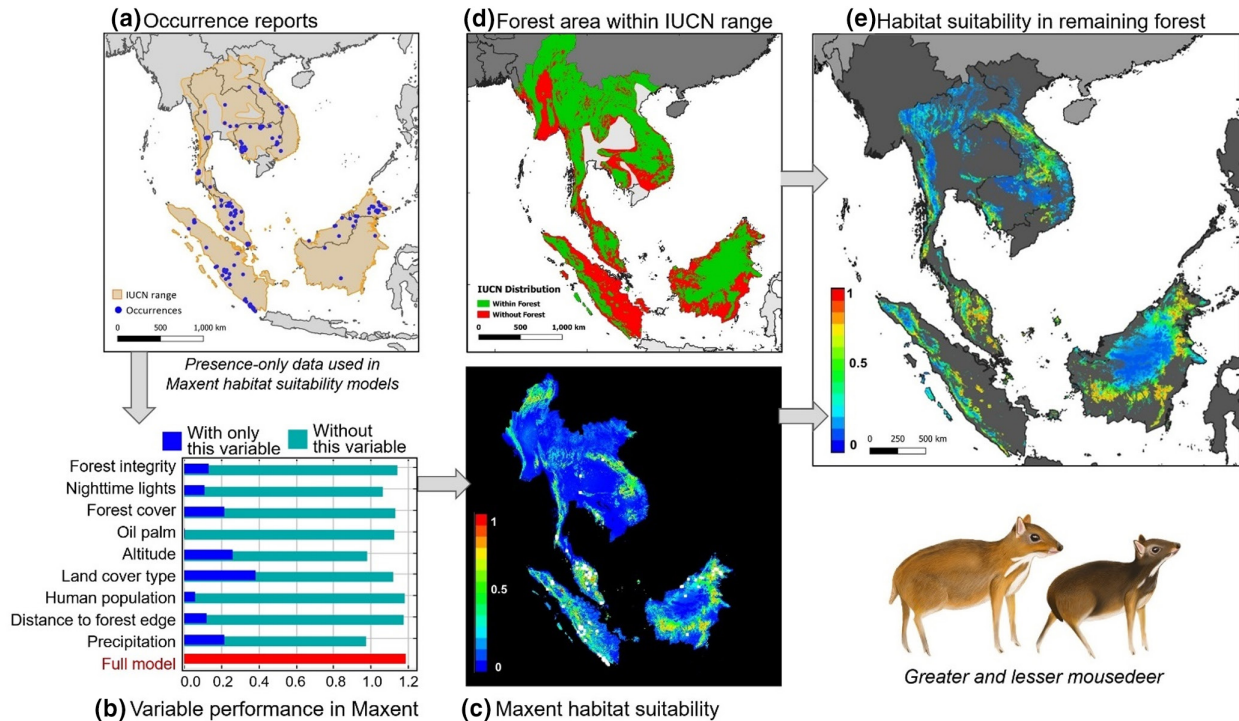 (a) Occurrence reports
IUCN range
Occurrences
0 500 1,000 km
Presence-only data used in
Maxent habitat suitability models
With only
this variable
Without
this variable
Forest integrity
Nighttime lights
Forest cover
Oil palm
Altitude
Land cover type
Human population
Distance to forest edge
Precipitation
Full model
0.0 0.2 0.4 0.6 0.8 1.0 1.2
(b) Variable performance in Maxent
(d) Forest area within IUCN range
IUCN Distribution
Within Forest
Without Forest
0 500 1,000 km
1
0.5
0
(c) Maxent habitat suitability
(e) Habitat suitability in remaining forest
1
0.5
0
0 250 500 km
Greater and lesser mousedeer